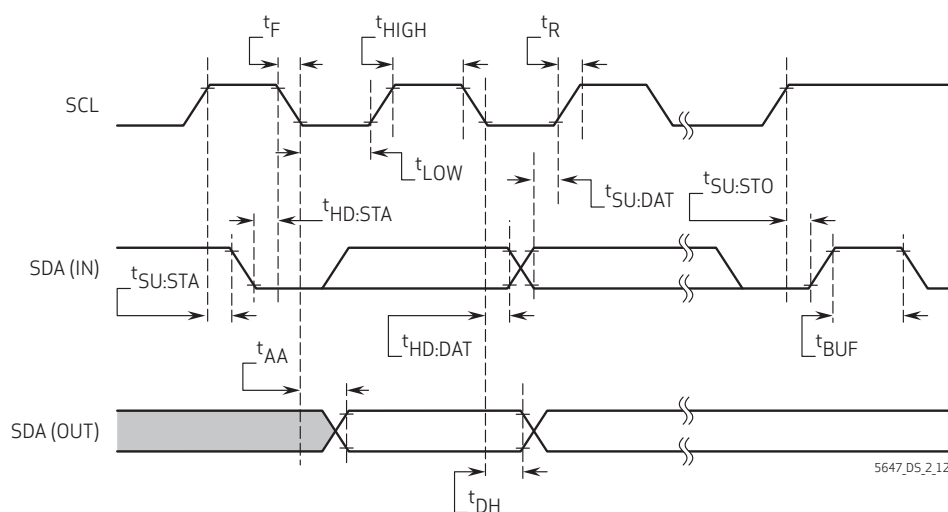 tF
tHIGH
tR
SCL
tLOW
tSU:DAT
tSU:STO
tHD:STA
SDA (IN)
tSU:STA
tHD:DAT
tBUF
tAA
SDA (OUT)
5647_DS_2_12
tDH